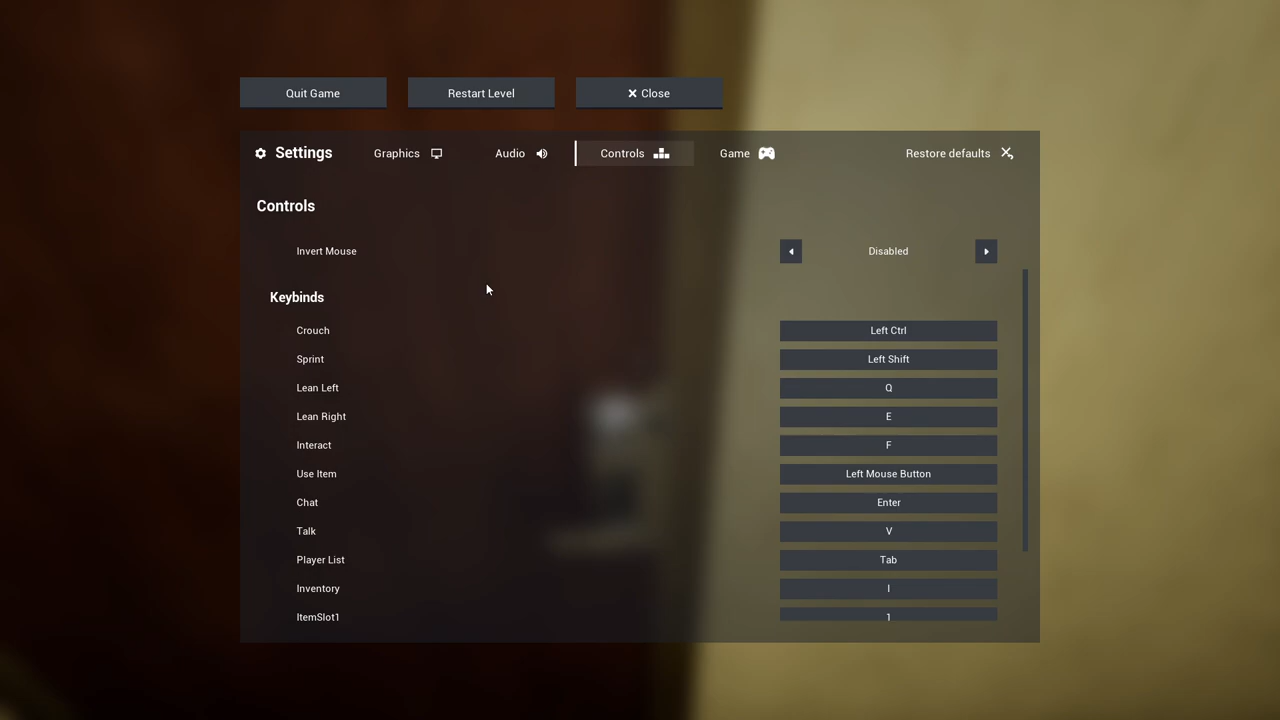 Quit Game Restart Level Close
Settings Graphics Audio Controls Game Restore defaults
Controls
Invert Mouse Disabled
Keybinds
Crouch Left Ctrl
Sprint Left Shift
Lean Left Q
Lean Right E
Interact F
Use Item Left Mouse Button
Chat Enter
Talk V
Player List Tab
Inventory I
ItemSlot1 1